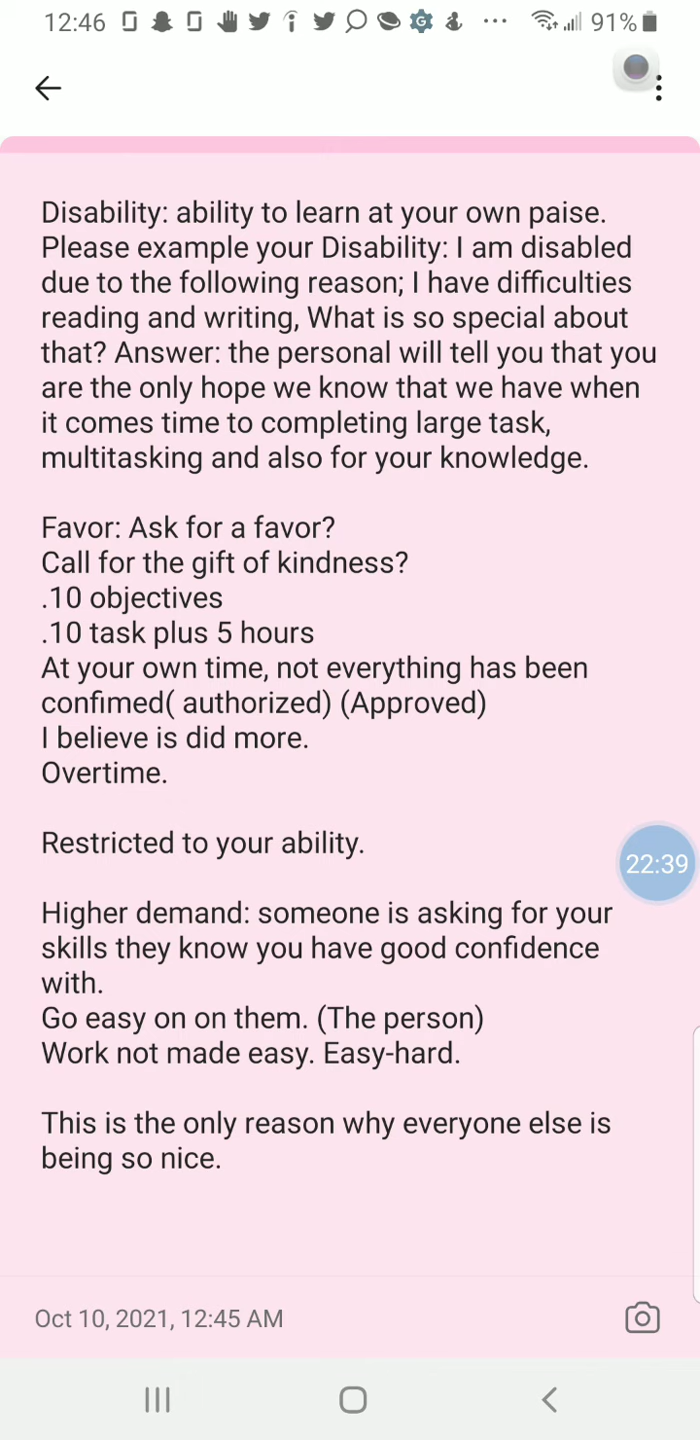 12:46
91%
Disability: ability to learn at your own paise.
Please example your Disability: I am disabled
due to the following reason; I have difficulties
reading and writing, What is so special about
that? Answer: the personal will tell you that you
are the only hope we know that we have when
it comes time to completing large task,
multitasking and also for your knowledge.
Favor: Ask for a favor?
Call for the gift of kindness?
.10 objectives
.10 task plus 5 hours
At your own time, not everything has been
confimed( authorized) (Approved)
I believe is did more.
Overtime.
Restricted to your ability.
22:39
Higher demand: someone is asking for your
skills they know you have good confidence
with.
Go easy on on them. (The person)
Work not made easy. Easy-hard.
This is the only reason why everyone else is
being so nice.
Oct 10, 2021, 12:45 AM